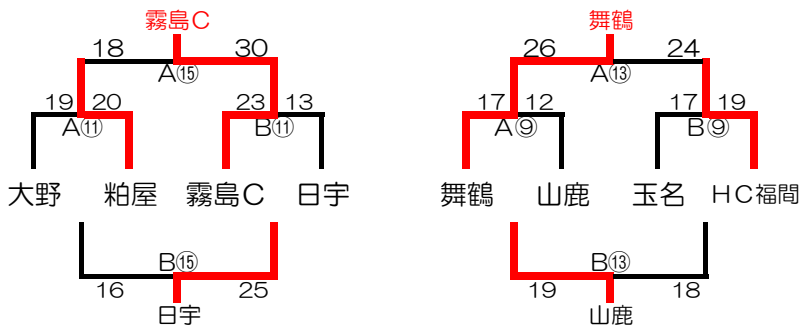 霧島C 舞鶴
18 30 26 24
A⑮ A⑬
19 20 23 13 17 12 17 19
A⑪ B⑪ A⑨ B⑨
大野 粕屋 霧島C 日宇 舞鶴 山鹿 玉名 HC福間
B⑮ B⑬
16 25 19 18
日宇 山鹿